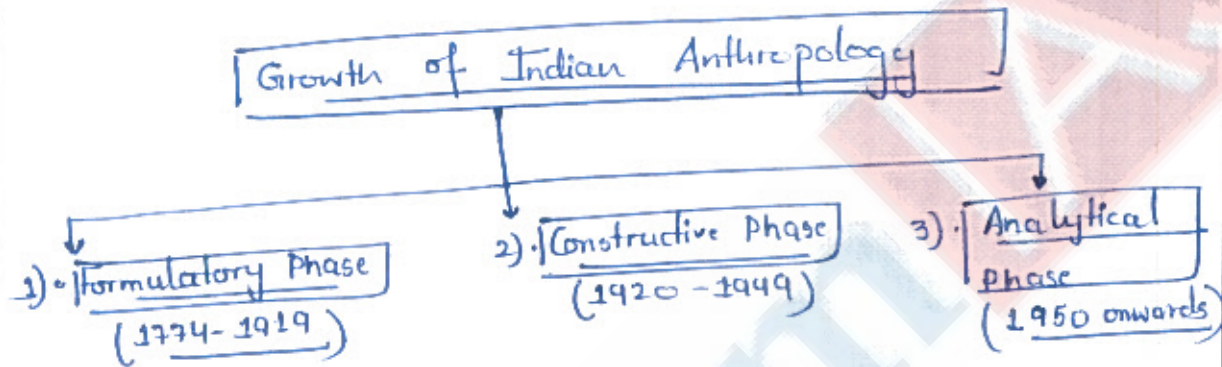 Growth of Indian Anthropology
1). Formulatory Phase
(1774-1919)
2). Constructive Phase
(1920-1949)
3). Analytical
Phase
(1950 onwards)